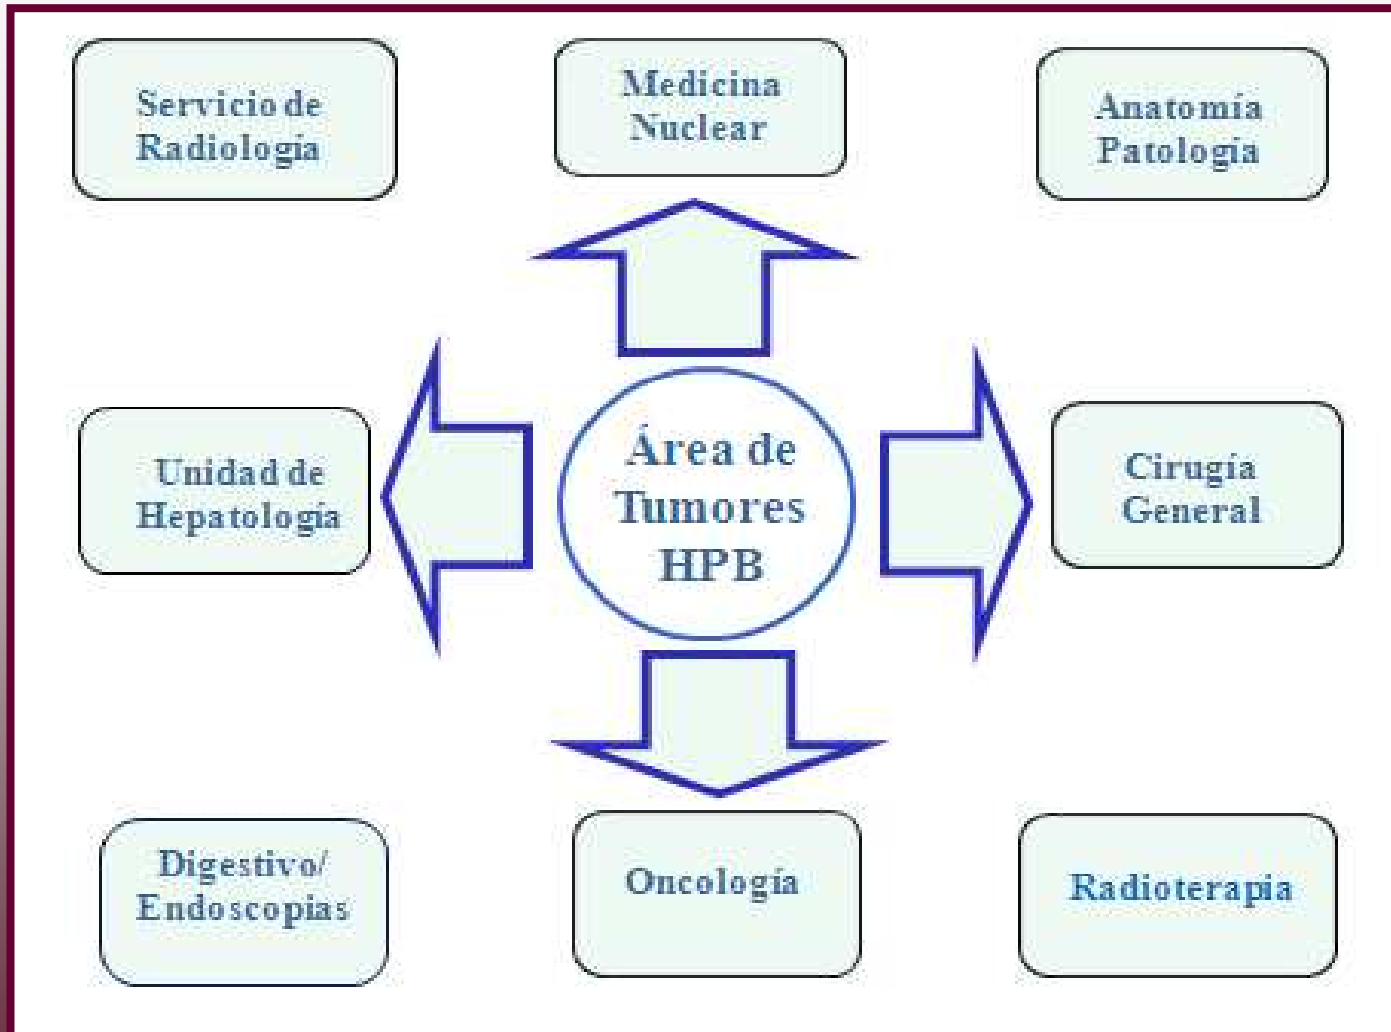 Servicio de
Radiología
Medicina
Nuclear
Anatomía
Patología
Unidad de
Hepatología
Área de
Tumores
HPB
Cirugía
General
Digestivo/
Endoscopias
Oncología
Radioterapia